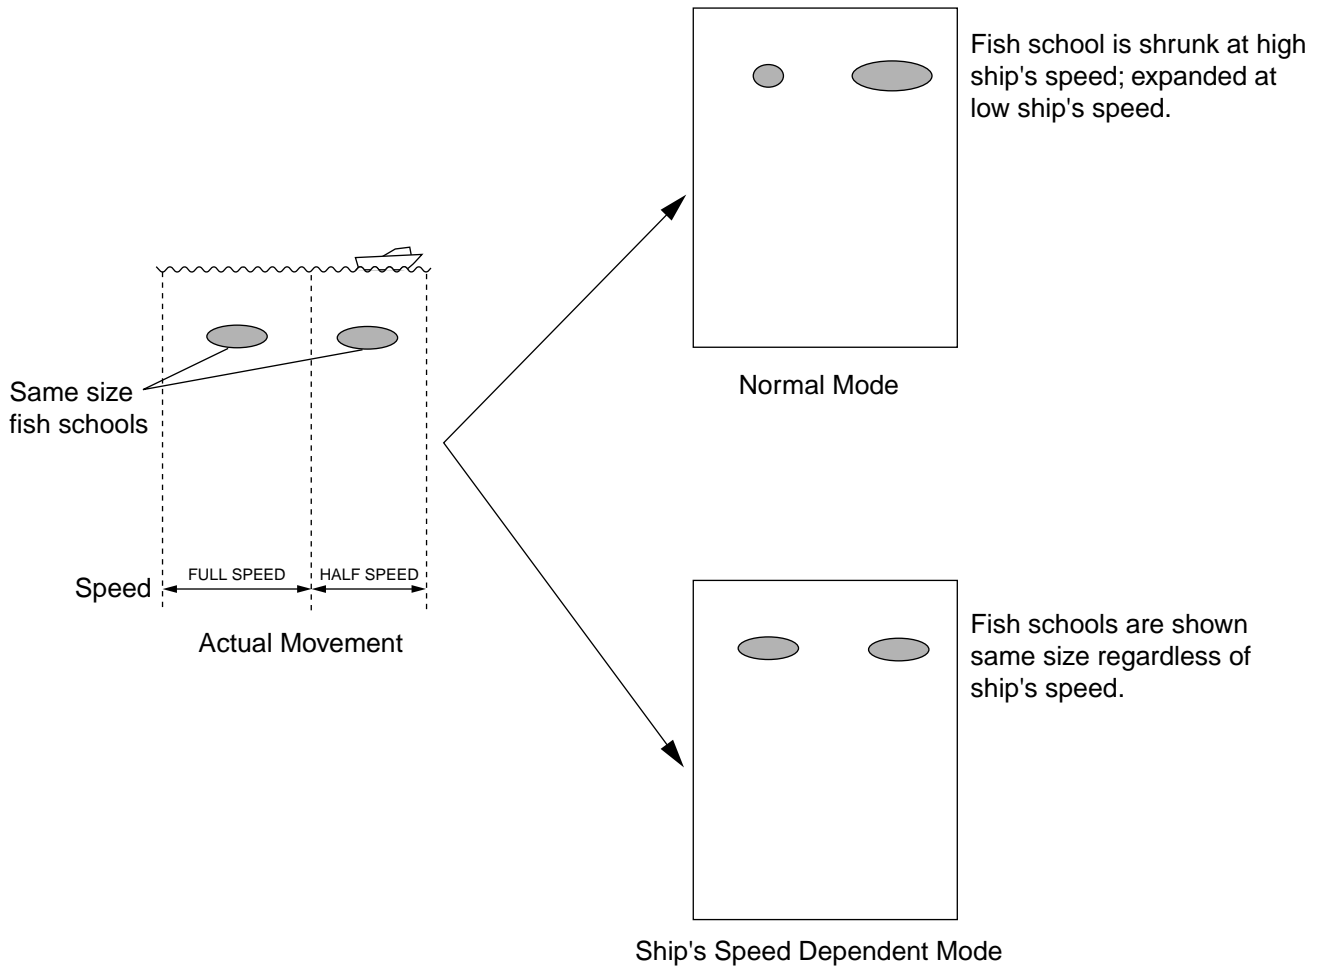 Fish school is shrunk at high
ship's speed; expanded at
low ship's speed.
Normal Mode
Same size
fish schools
Speed
FULL SPEED
HALF SPEED
Actual Movement
Fish schools are shown
same size regardless of
ship's speed.
Ship's Speed Dependent Mode